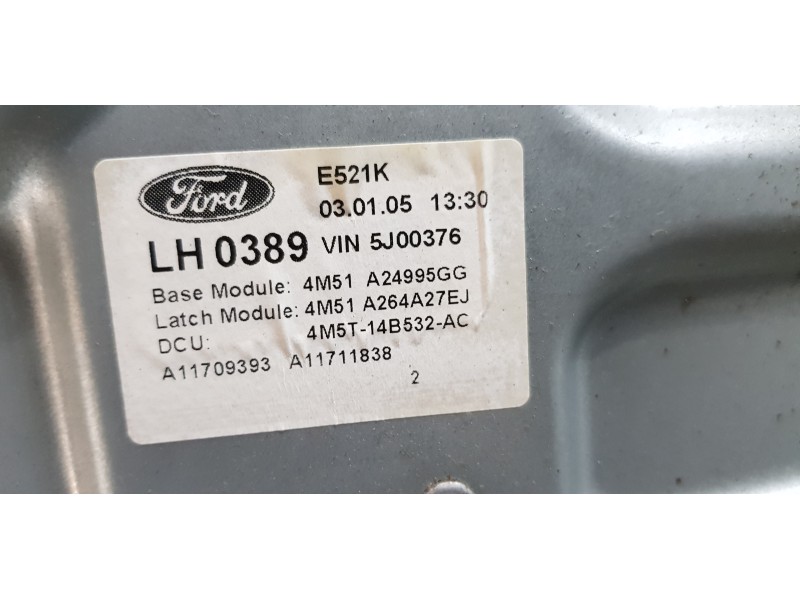 Ford
E521K
03.01.05 13:30
LH 0389 VIN 5J00376
Base Module: 4M51 A24995GG
Latch Module: 4M51 A264A27EJ
DCU: 4M5T-14B532-AC
A11709393 A11711838
2